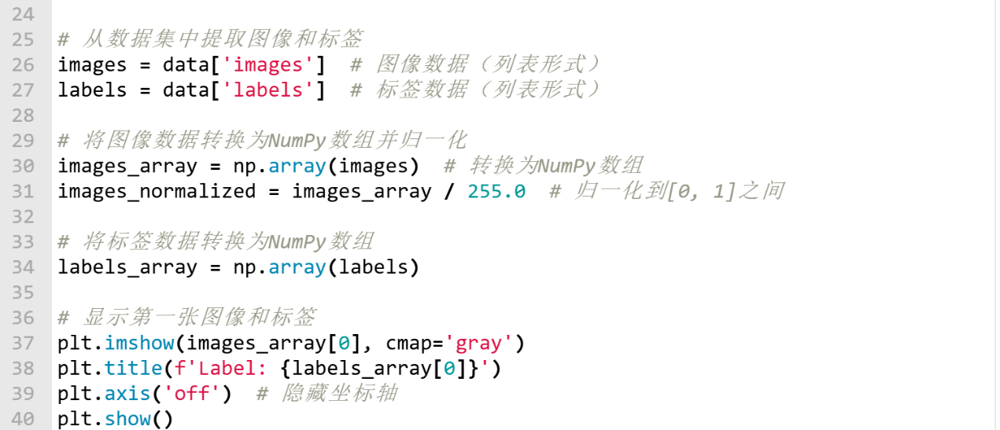 24
25 # 从数据集中提取图像和标签
26 images = data['images']  # 图像数据（列表形式）
27 labels = data['labels']  # 标签数据（列表形式）
28
29 # 将图像数据转换为NumPy数组并归一化
30 images_array = np.array(images)  # 转换为NumPy数组
31 images_normalized = images_array / 255.0  # 归一化到[0, 1]之间
32
33 # 将标签数据转换为NumPy数组
34 labels_array = np.array(labels)
35
36 # 显示第一张图像和标签
37 plt.imshow(images_array[0], cmap='gray')
38 plt.title(f'Label: {labels_array[0]}')
39 plt.axis('off')  # 隐藏坐标轴
40 plt.show()